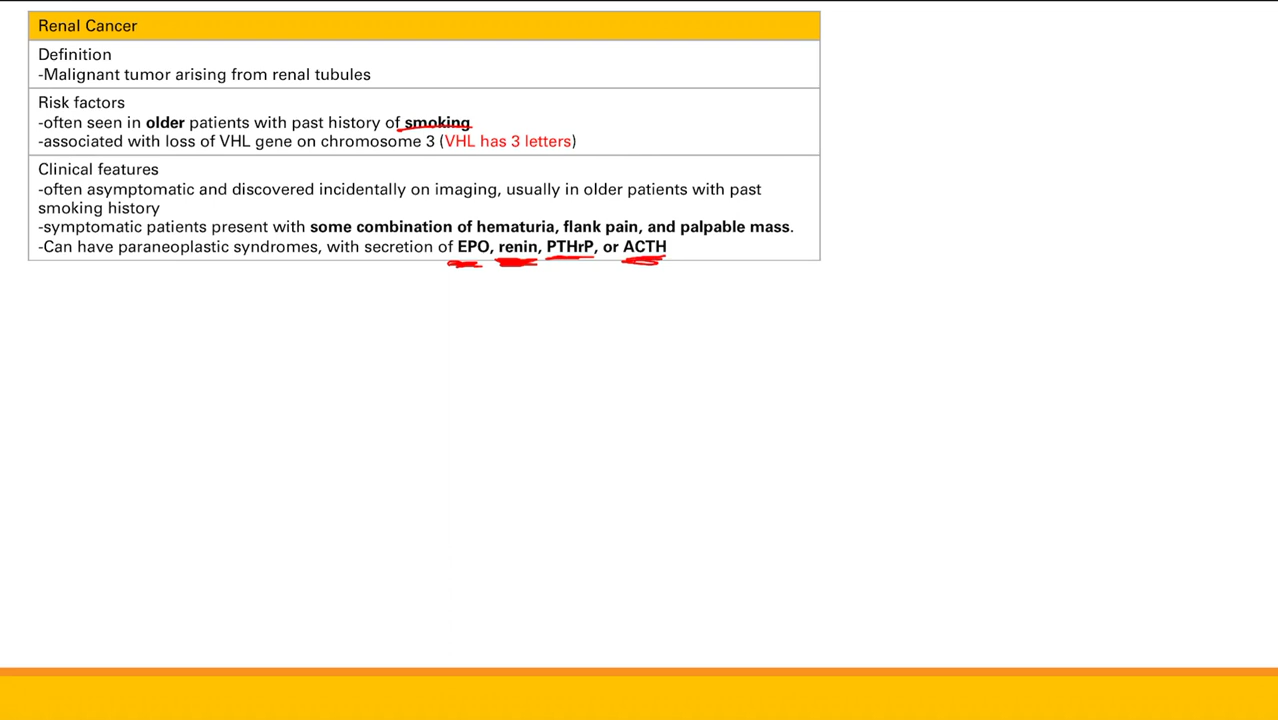 Renal Cancer
Definition
-Malignant tumor arising from renal tubules
Risk factors
-often seen in older patients with past history of smoking
-associated with loss of VHL gene on chromosome 3 (VHL has 3 letters)
Clinical features
-often asymptomatic and discovered incidentally on imaging, usually in older patients with past
smoking history
-symptomatic patients present with some combination of hematuria, flank pain, and palpable mass.
-Can have paraneoplastic syndromes, with secretion of EPO, renin, PTHrP, or ACTH